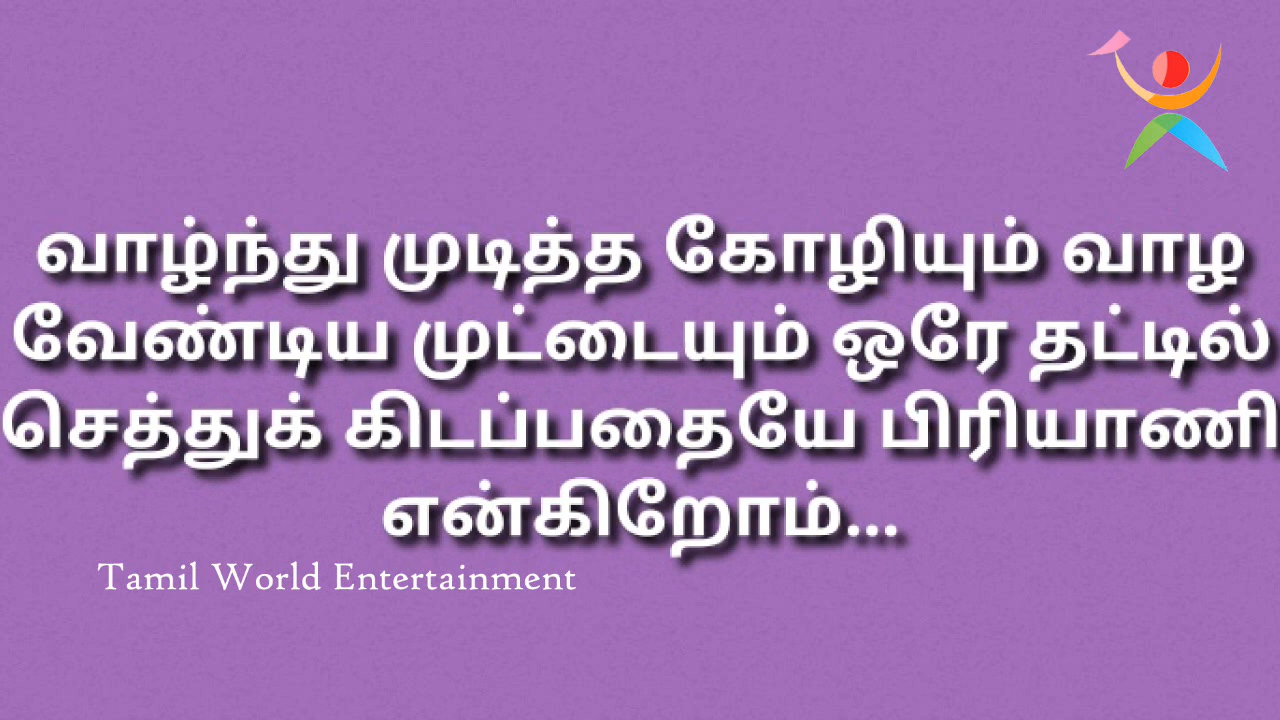 வாழ்ந்து முடித்த கோழியும் வாழ
வேண்டிய முட்டையும் ஒரே தட்டில்
செத்துக் கிடப்பதையே பிரியாணி
என்கிறோம்...
Tamil World Entertainment